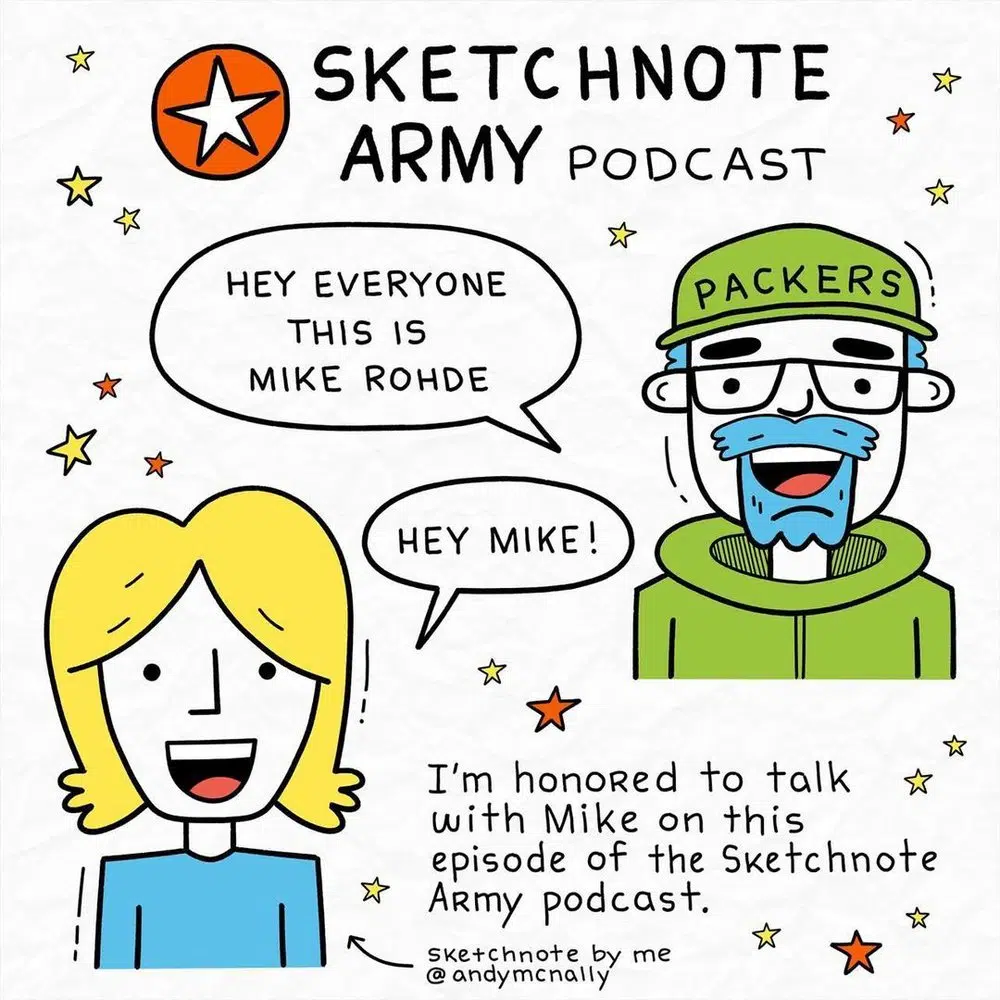 SKETCHNOTE
ARMY PODCAST
HEY EVERYONE
THIS IS
MIKE ROHDE
PACKERS
HEY MIKE!
I'm honored to talk
with Mike on this
episode of the Sketchnote
Army podcast.
sketchnote by me
@andymcnally